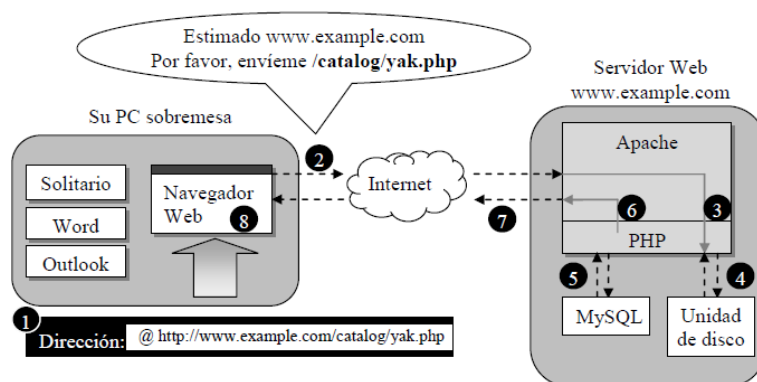 Estimado www.example.com
Por favor, envíeme /catalog/yak.php
Servidor Web
www.example.com
Su PC sobremesa
Apache
Solitario
Word
Outlook
Navegador
Web
8
2
Internet
7
6
3
PHP
5
4
MySQL
Unidad
de disco
1
Dirección:
@ http://www.example.com/catalog/yak.php